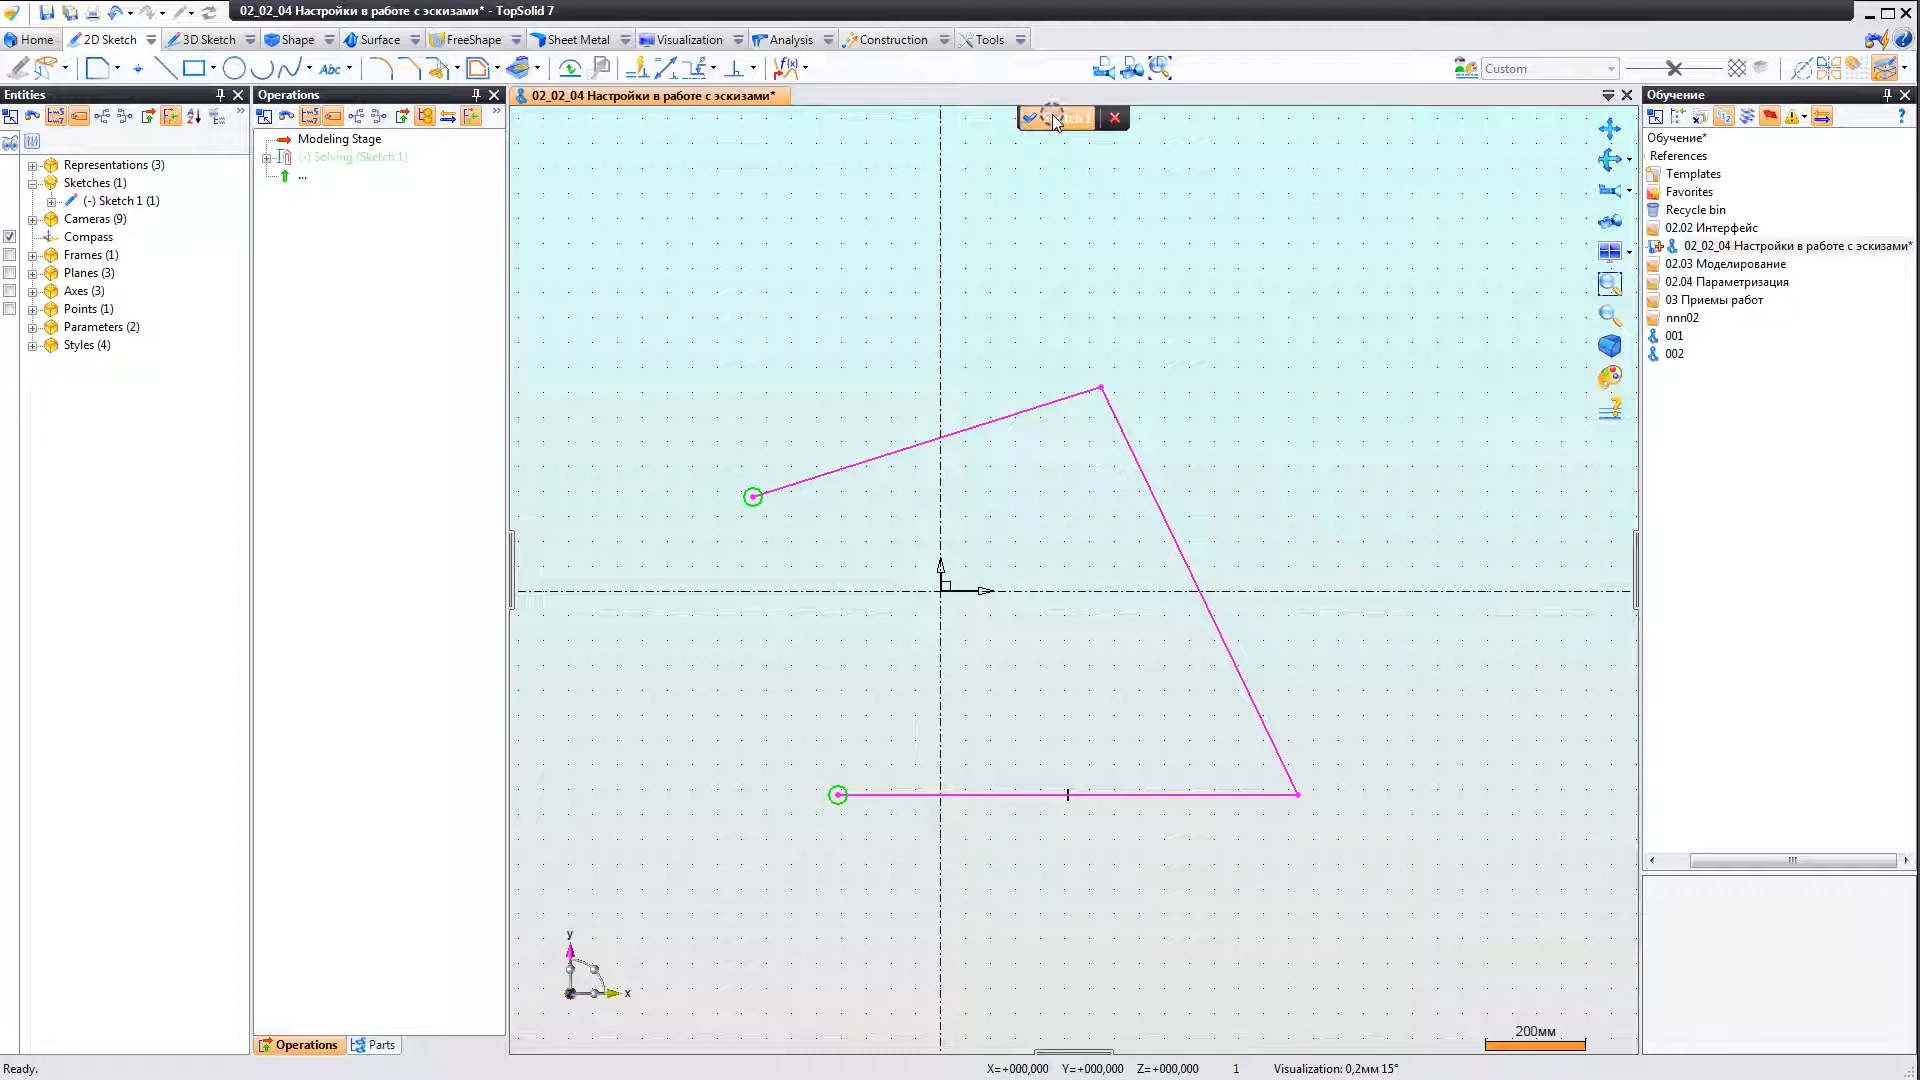 02_02_04 Настройки в работе с эскизами* - TopSolid 7
Home
2D Sketch
3D Sketch
Shape
Surface
FreeShape
Sheet Metal
Visualization
Analysis
Construction
Tools
Abc
Custom
Entities
Operations
02_02_04 Настройки в работе с эскизами*
Обучение
Representations (3)
Sketches (1)
(-) Sketch 1 (1)
Cameras (9)
Compass
Frames (1)
Planes (3)
Axes (3)
Points (1)
Parameters (2)
Styles (4)
Modeling Stage
(-) Solving (Sketch 1)
...
Обучение*
References
Templates
Favorites
Recycle bin
02.02 Интерфейс
02_02_04 Настройки в работе с эскизами*
02.03 Моделирование
02.04 Параметризация
03 Приемы работ
nnn02
001
002
y
x
200мм
Operations
Parts
Ready.
X=+000,000
Y=+000,000
Z=+000,000
1
Visualization: 0,2мм 15°